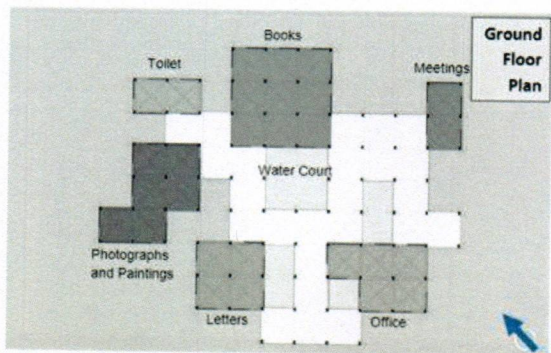 Ground
Floor
Plan
Books
Toilet
Meetings
Water Court
Photographs
and Paintings
Letters
Office